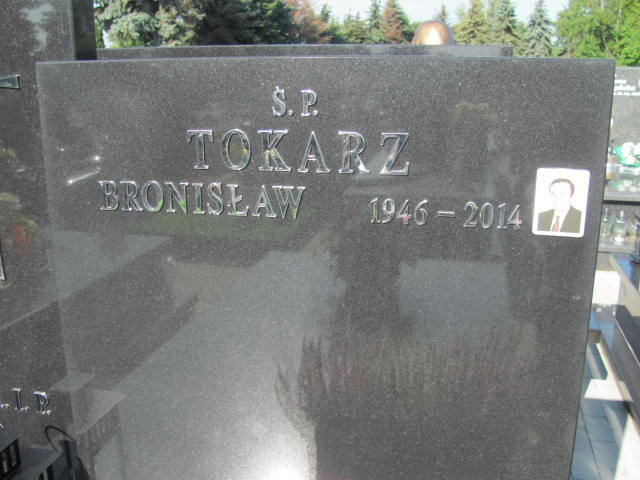 Ś.P.
TOKARZ
BRONISŁAW 1946 – 2014
I. P.